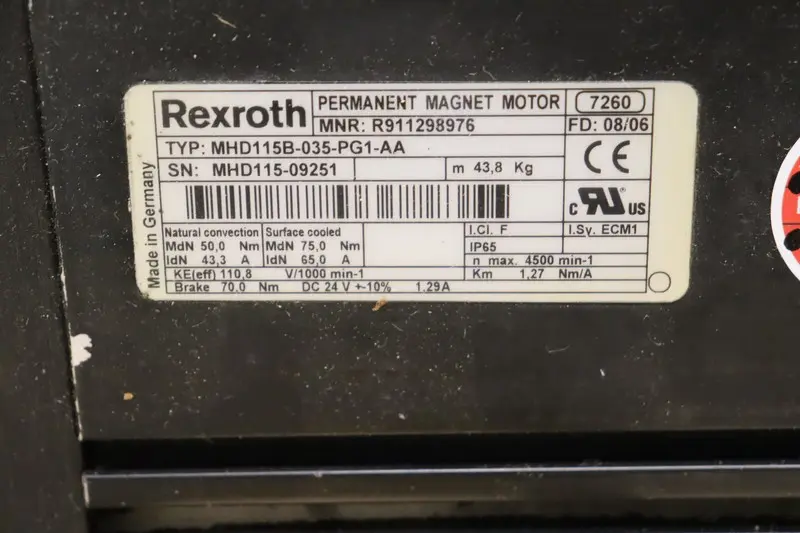 Rexroth
PERMANENT MAGNET MOTOR
7260
MNR: R911298976
FD: 08/06
TYP: MHD115B-035-PG1-AA
SN: MHD115-09251
m 43,8 Kg
CE
c RU US
Natural convection
Surface cooled
I.Cl. F
I.Sy. ECM1
MdN 50,0 Nm
MdN 75,0 Nm
IP65
IdN 43,3 A
IdN 65,0 A
n max. 4500 min-1
KE(eff) 110,8 V/1000 min-1
Km 1,27 Nm/A
Brake 70.0 Nm DC 24 V +-10% 1.29A
Made in Germany